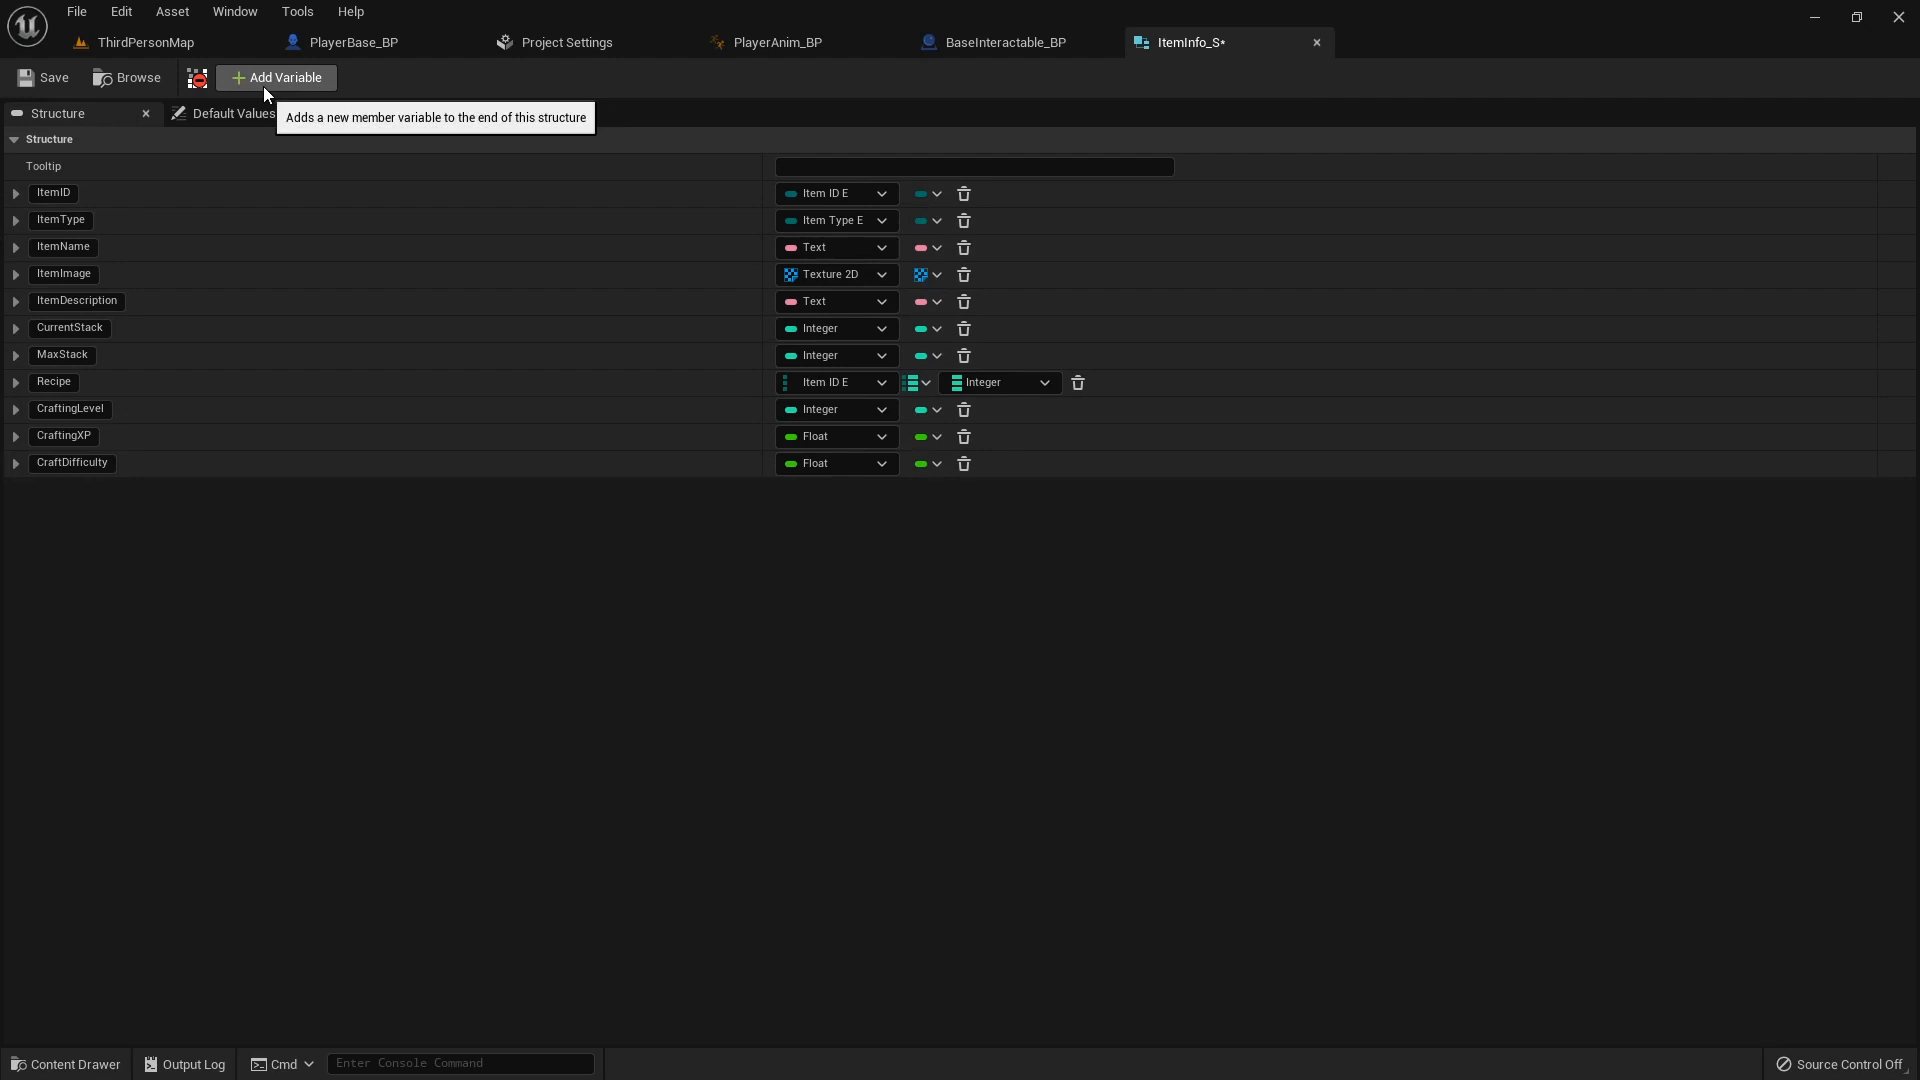 File Edit Asset Window Tools Help
ThirdPersonMap PlayerBase_BP Project Settings PlayerAnim_BP BaseInteractable_BP ItemInfo_S*
Save Browse Add Variable
Structure Default Values
Adds a new member variable to the end of this structure
Structure
Tooltip
ItemID Item ID E
ItemType Item Type E
ItemName Text
ItemImage Texture 2D
ItemDescription Text
CurrentStack Integer
MaxStack Integer
Recipe Item ID E Integer
CraftingLevel Integer
CraftingXP Float
CraftDifficulty Float
Content Drawer Output Log Cmd Enter Console Command Source Control Off